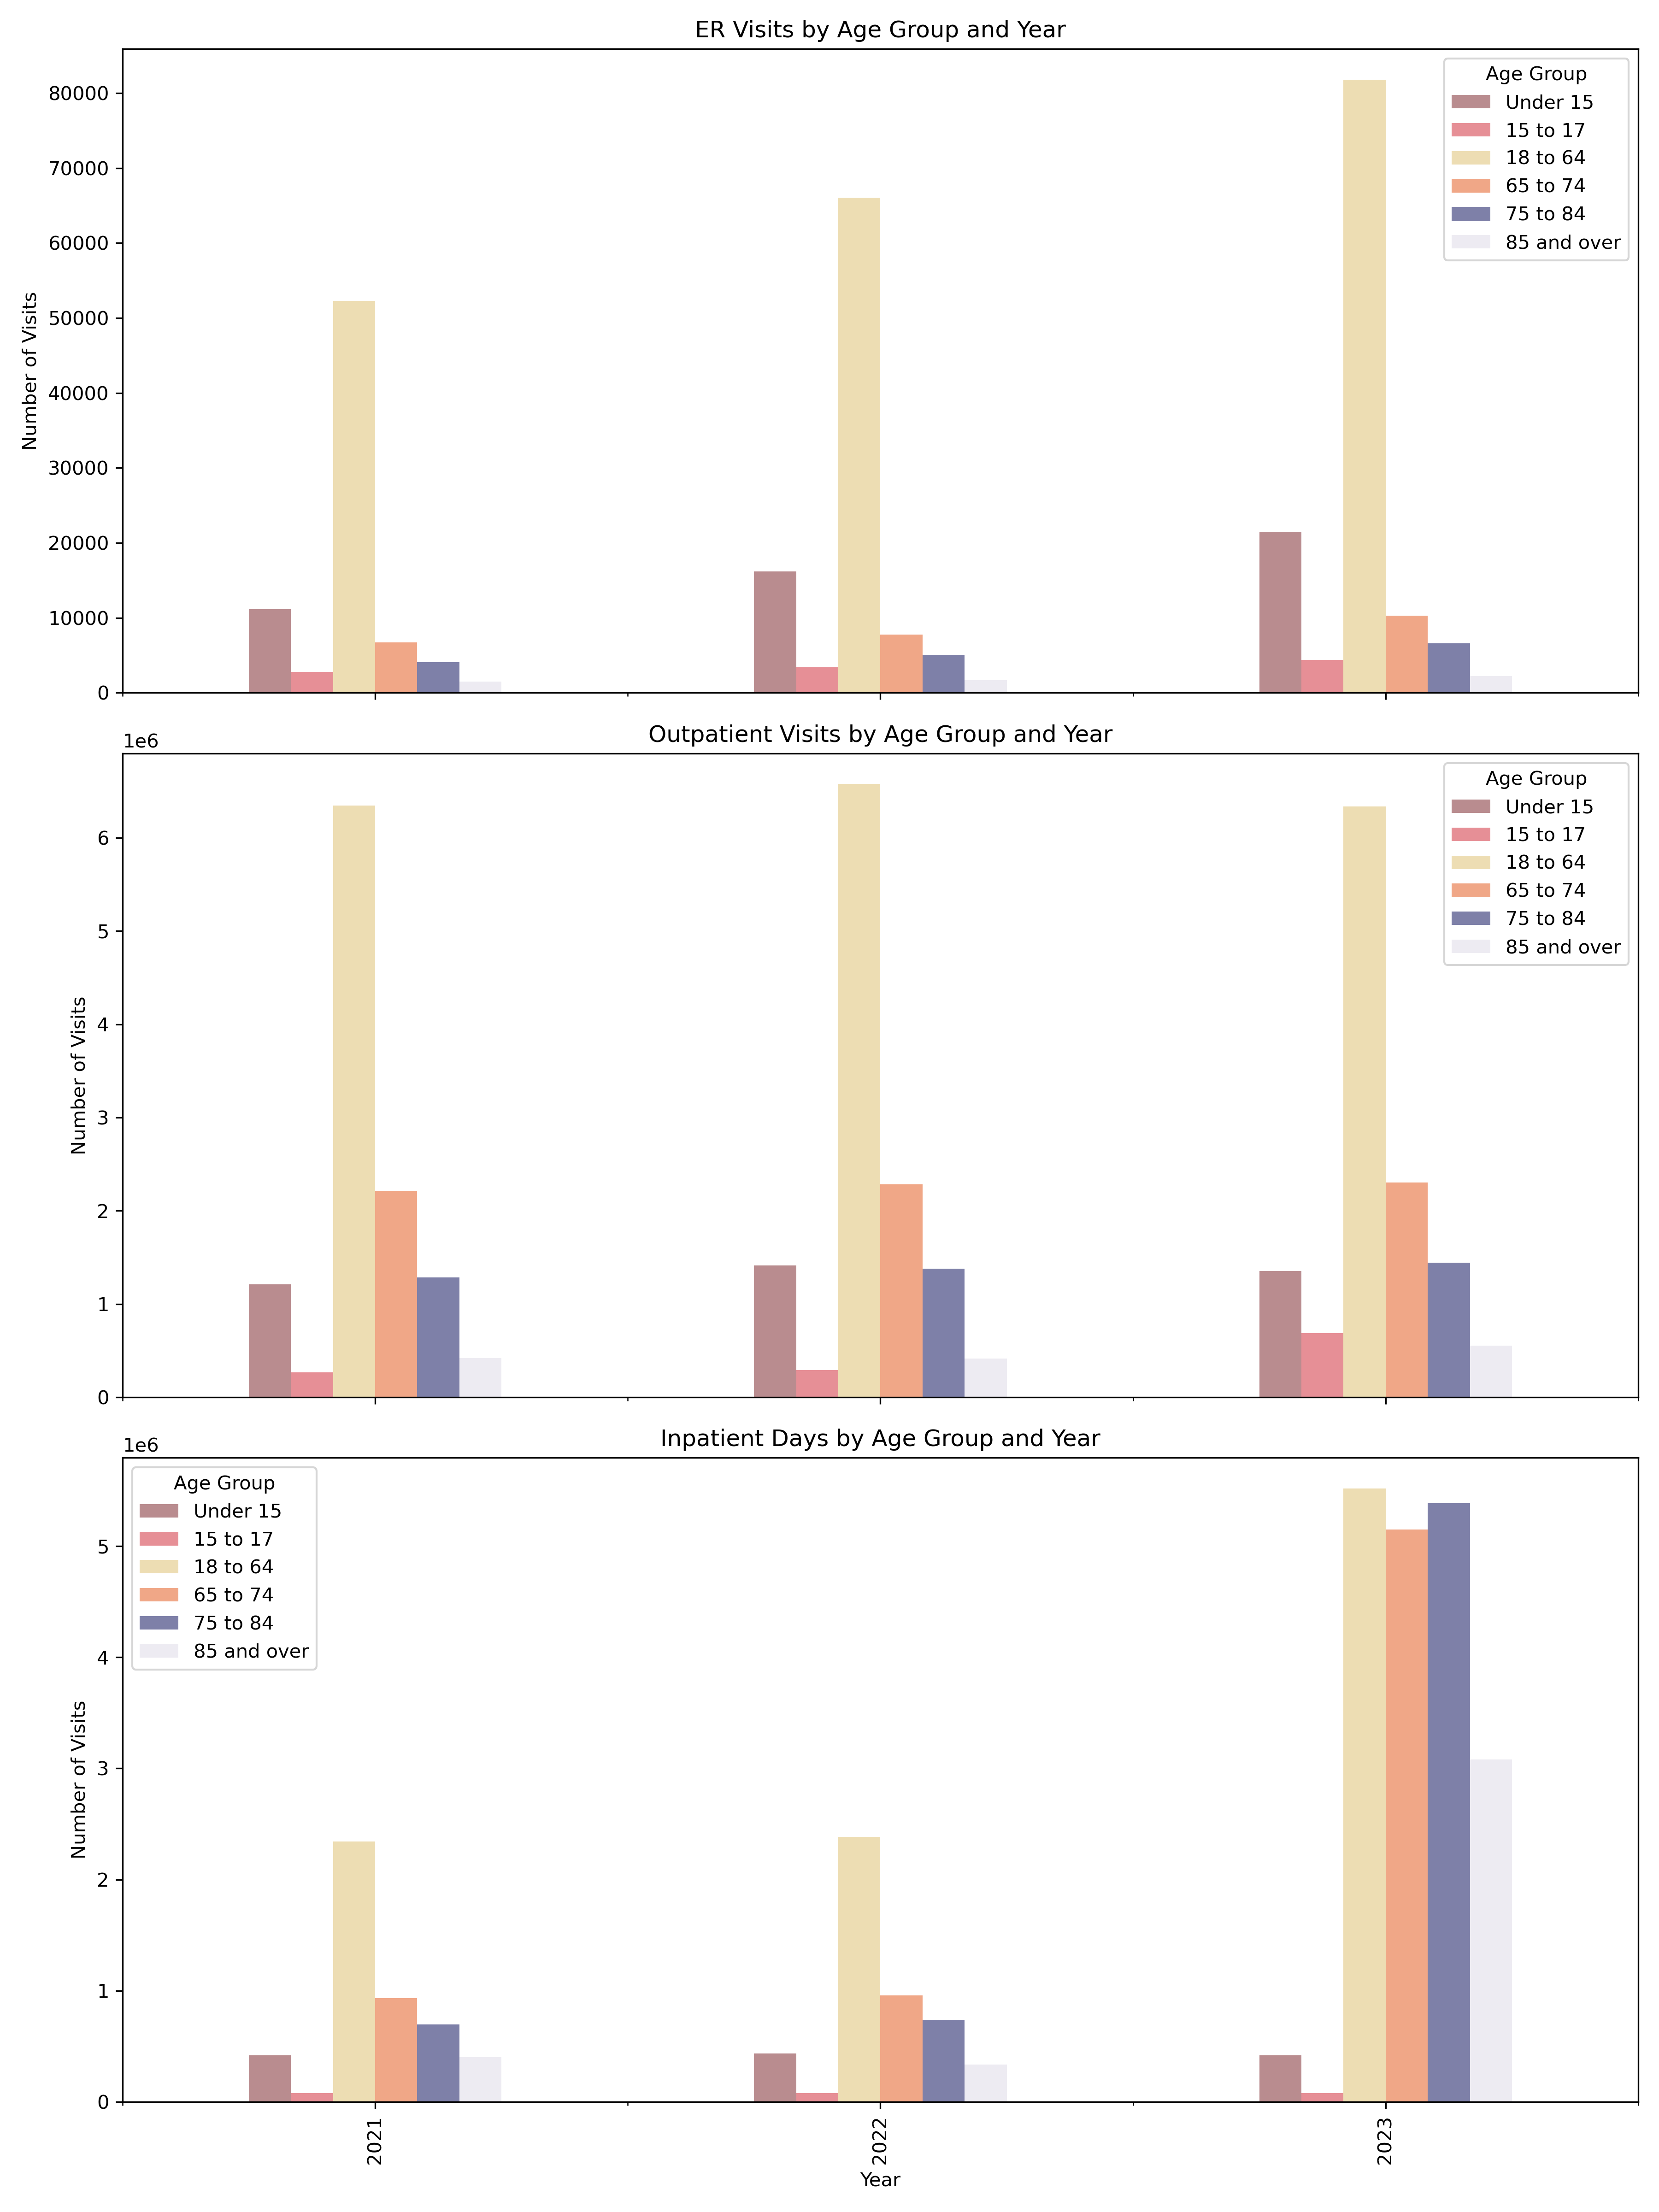 ER Visits by Age Group and Year
Number of Visits
80000
70000
60000
50000
40000
30000
20000
10000
0
Age Group
Under 15
15 to 17
18 to 64
65 to 74
75 to 84
85 and over
Outpatient Visits by Age Group and Year
1e6
Number of Visits
6
5
4
3
2
1
0
Age Group
Under 15
15 to 17
18 to 64
65 to 74
75 to 84
85 and over
Inpatient Days by Age Group and Year
1e6
Number of Visits
5
4
3
2
1
0
Age Group
Under 15
15 to 17
18 to 64
65 to 74
75 to 84
85 and over
2021
2022
2023
Year